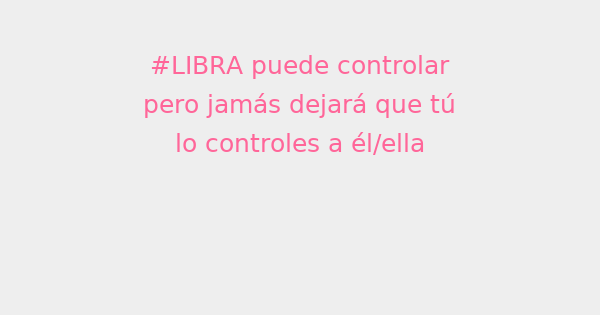 #LIBRA puede controlar
pero jamás dejará que tú
lo controles a él/ella